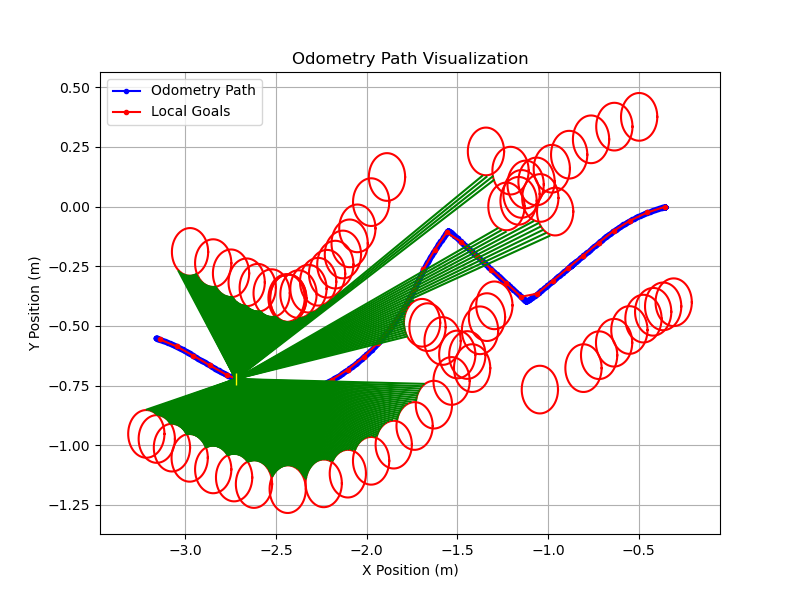 Odometry Path Visualization
Odometry Path
Local Goals
0.50
0.25
0.00
−0.25
−0.50
−0.75
−1.00
−1.25
Y Position (m)
−3.0 −2.5 −2.0 −1.5 −1.0 −0.5
X Position (m)